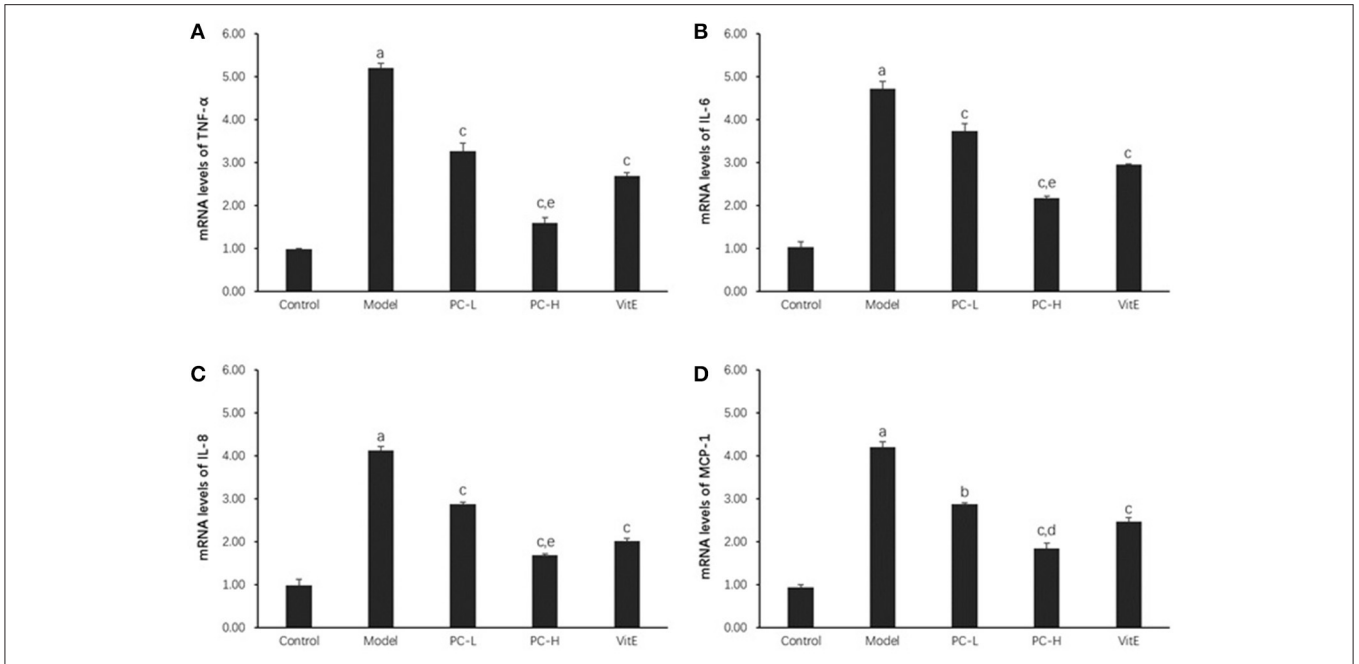 A
mRNA levels of TNF-α
6.00
5.00
4.00
3.00
2.00
1.00
0.00
a
c
c,e
c
Control Model PC-L PC-H VitE
B
mRNA levels of IL-6
6.00
5.00
4.00
3.00
2.00
1.00
0.00
a
c
c,e
c
Control Model PC-L PC-H VitE
C
mRNA levels of IL-8
6.00
5.00
4.00
3.00
2.00
1.00
0.00
a
c
c,e
c
Control Model PC-L PC-H VitE
D
mRNA levels of MCP-1
6.00
5.00
4.00
3.00
2.00
1.00
0.00
a
b
c,d
c
Control Model PC-L PC-H VitE